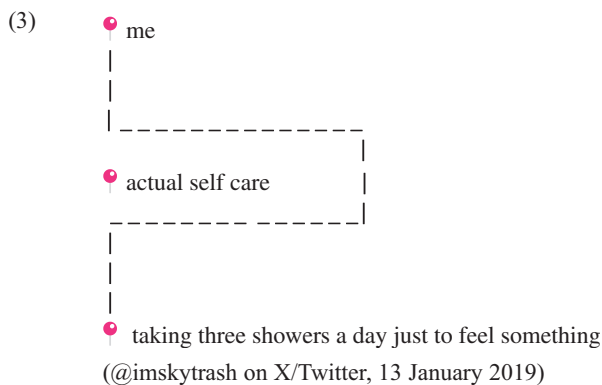 (3)
me
actual self care
taking three showers a day just to feel something
(@imskytrash on X/Twitter, 13 January 2019)